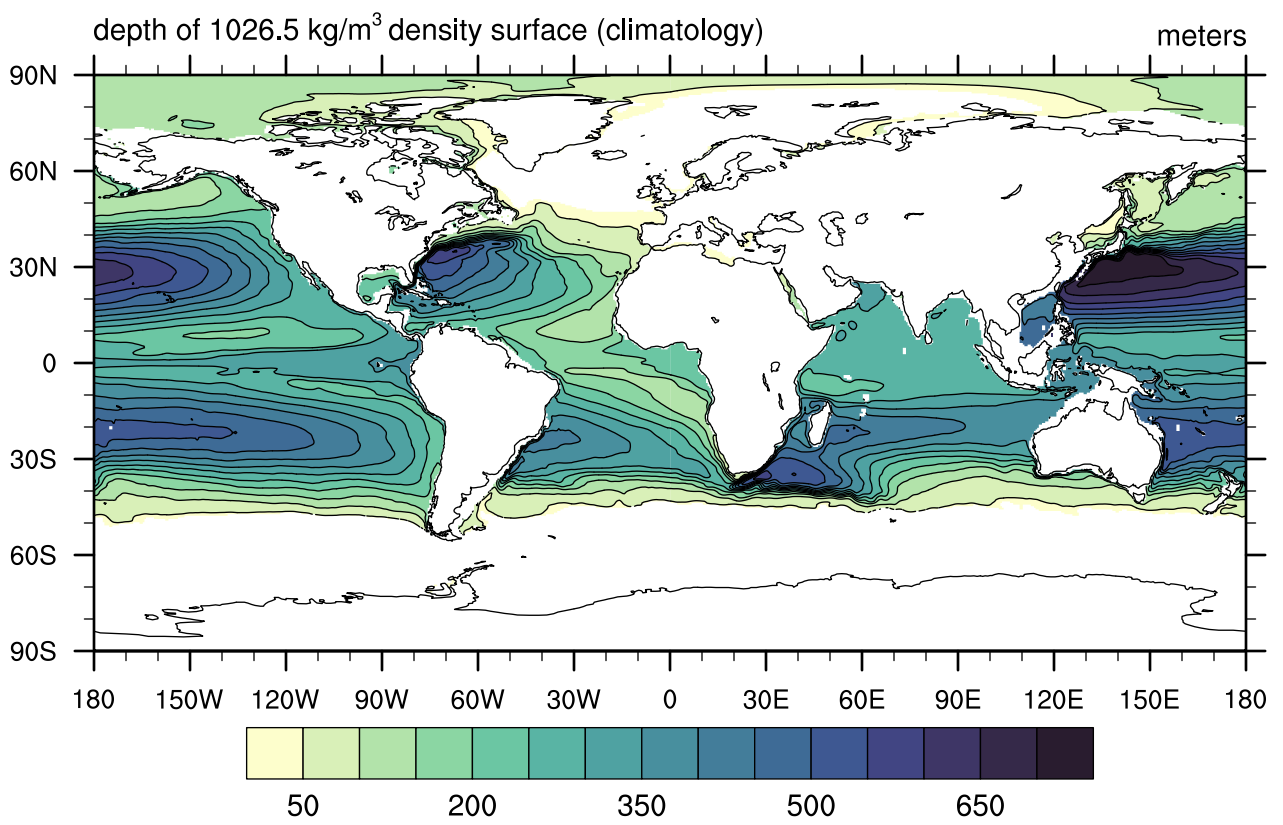 depth of 1026.5 kg/m³ density surface (climatology) meters
90N
60N
30N
0
30S
60S
90S
180 150W 120W 90W 60W 30W 0 30E 60E 90E 120E 150E 180
50 200 350 500 650